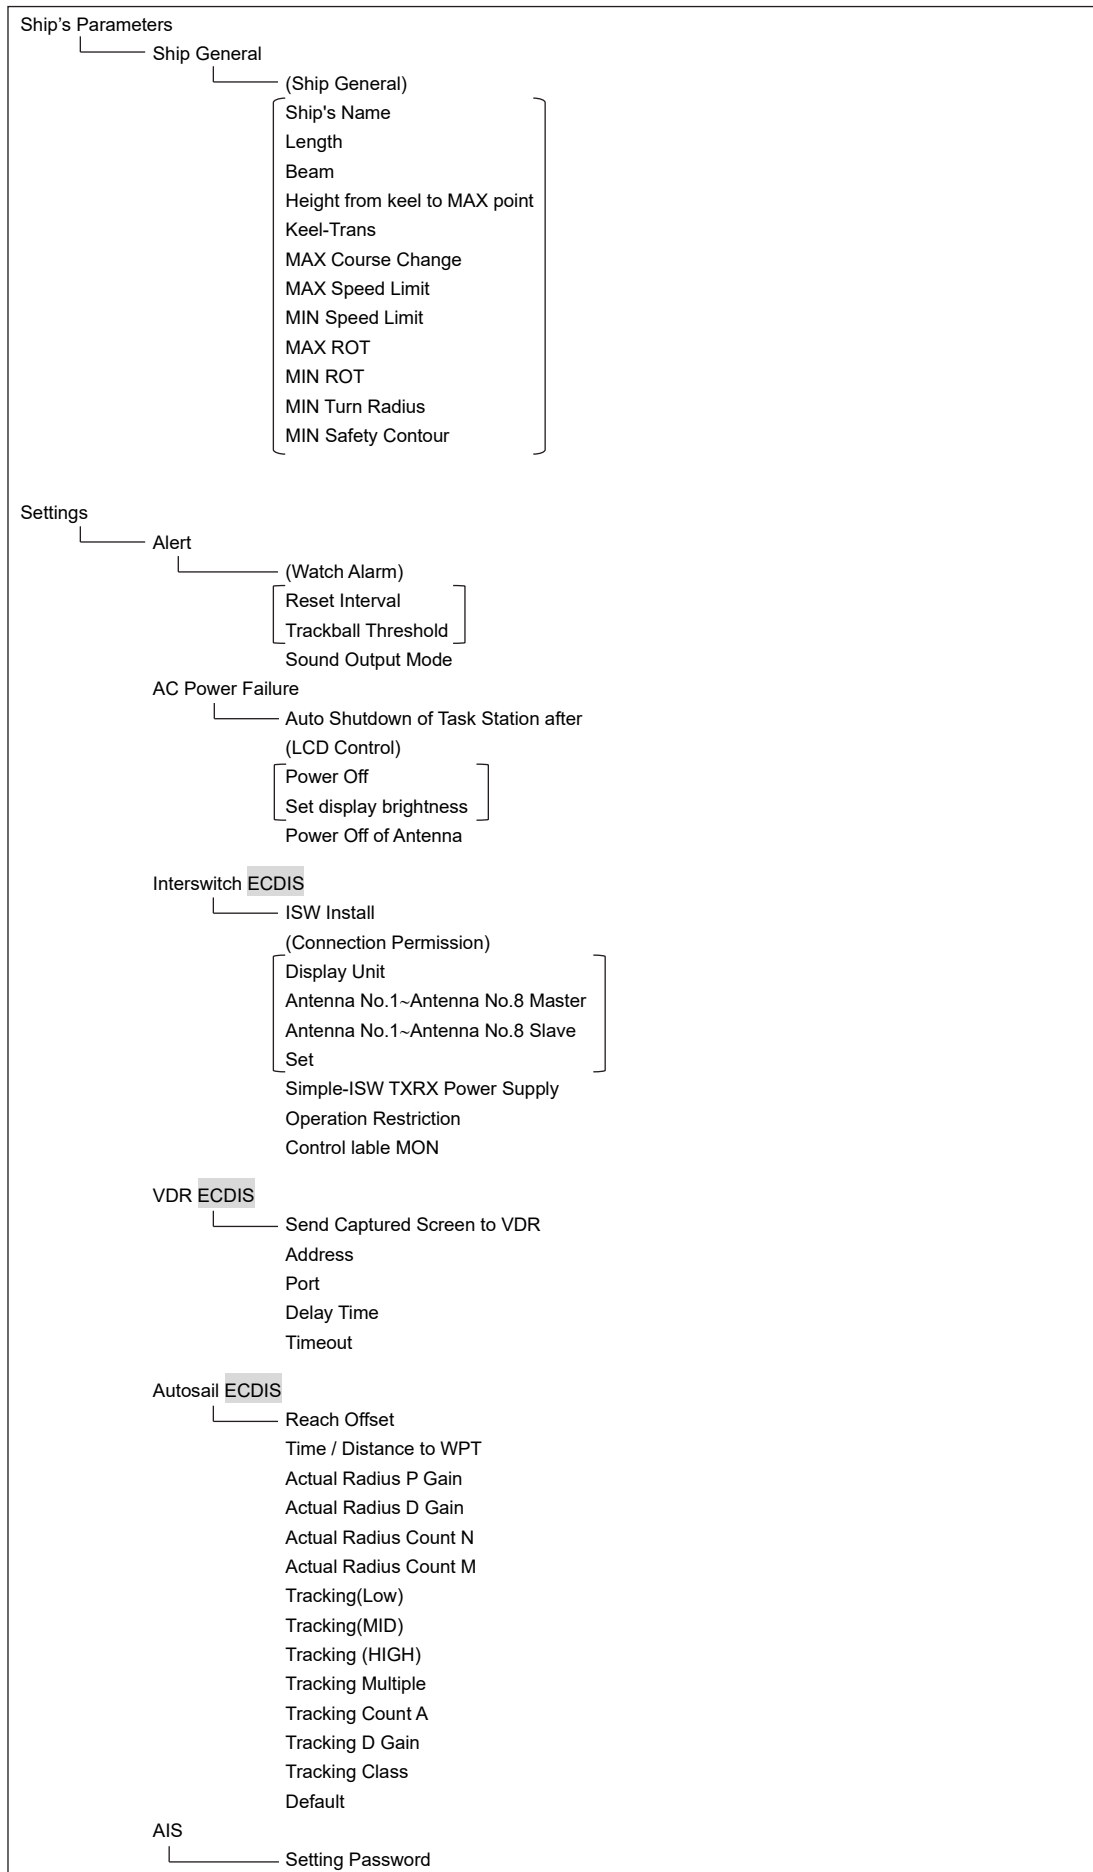 Ship's Parameters
Ship General
(Ship General)
Ship's Name
Length
Beam
Height from keel to MAX point
Keel-Trans
MAX Course Change
MAX Speed Limit
MIN Speed Limit
MAX ROT
MIN ROT
MIN Turn Radius
MIN Safety Contour
Settings
Alert
(Watch Alarm)
Reset Interval
Trackball Threshold
Sound Output Mode
AC Power Failure
Auto Shutdown of Task Station after
(LCD Control)
Power Off
Set display brightness
Power Off of Antenna
Interswitch ECDIS
ISW Install
(Connection Permission)
Display Unit
Antenna No.1~Antenna No.8 Master
Antenna No.1~Antenna No.8 Slave
Set
Simple-ISW TXRX Power Supply
Operation Restriction
Control lable MON
VDR ECDIS
Send Captured Screen to VDR
Address
Port
Delay Time
Timeout
Autosail ECDIS
Reach Offset
Time / Distance to WPT
Actual Radius P Gain
Actual Radius D Gain
Actual Radius Count N
Actual Radius Count M
Tracking(Low)
Tracking(MID)
Tracking (HIGH)
Tracking Multiple
Tracking Count A
Tracking D Gain
Tracking Class
Default
AIS
Setting Password